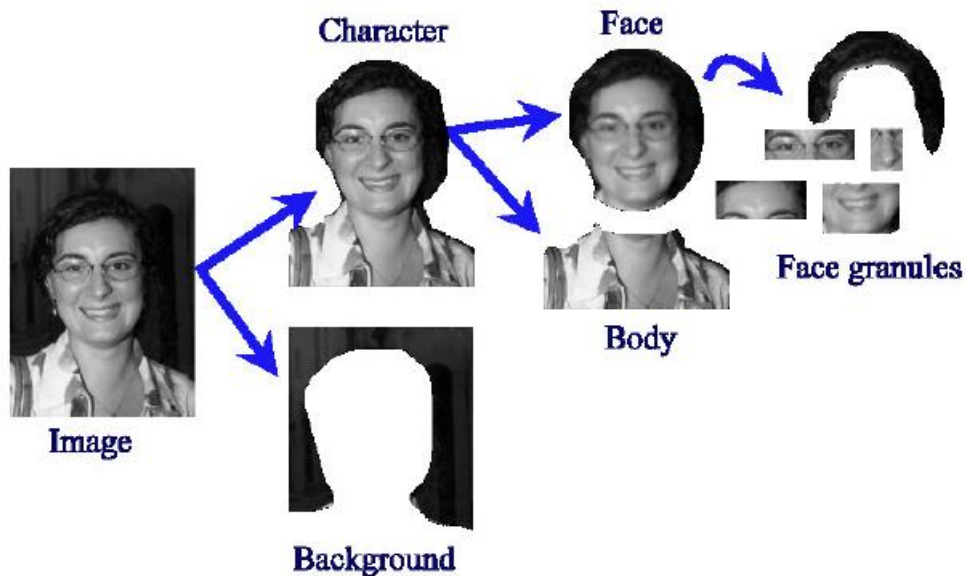 Character
Face
Face granules
Body
Image
Background